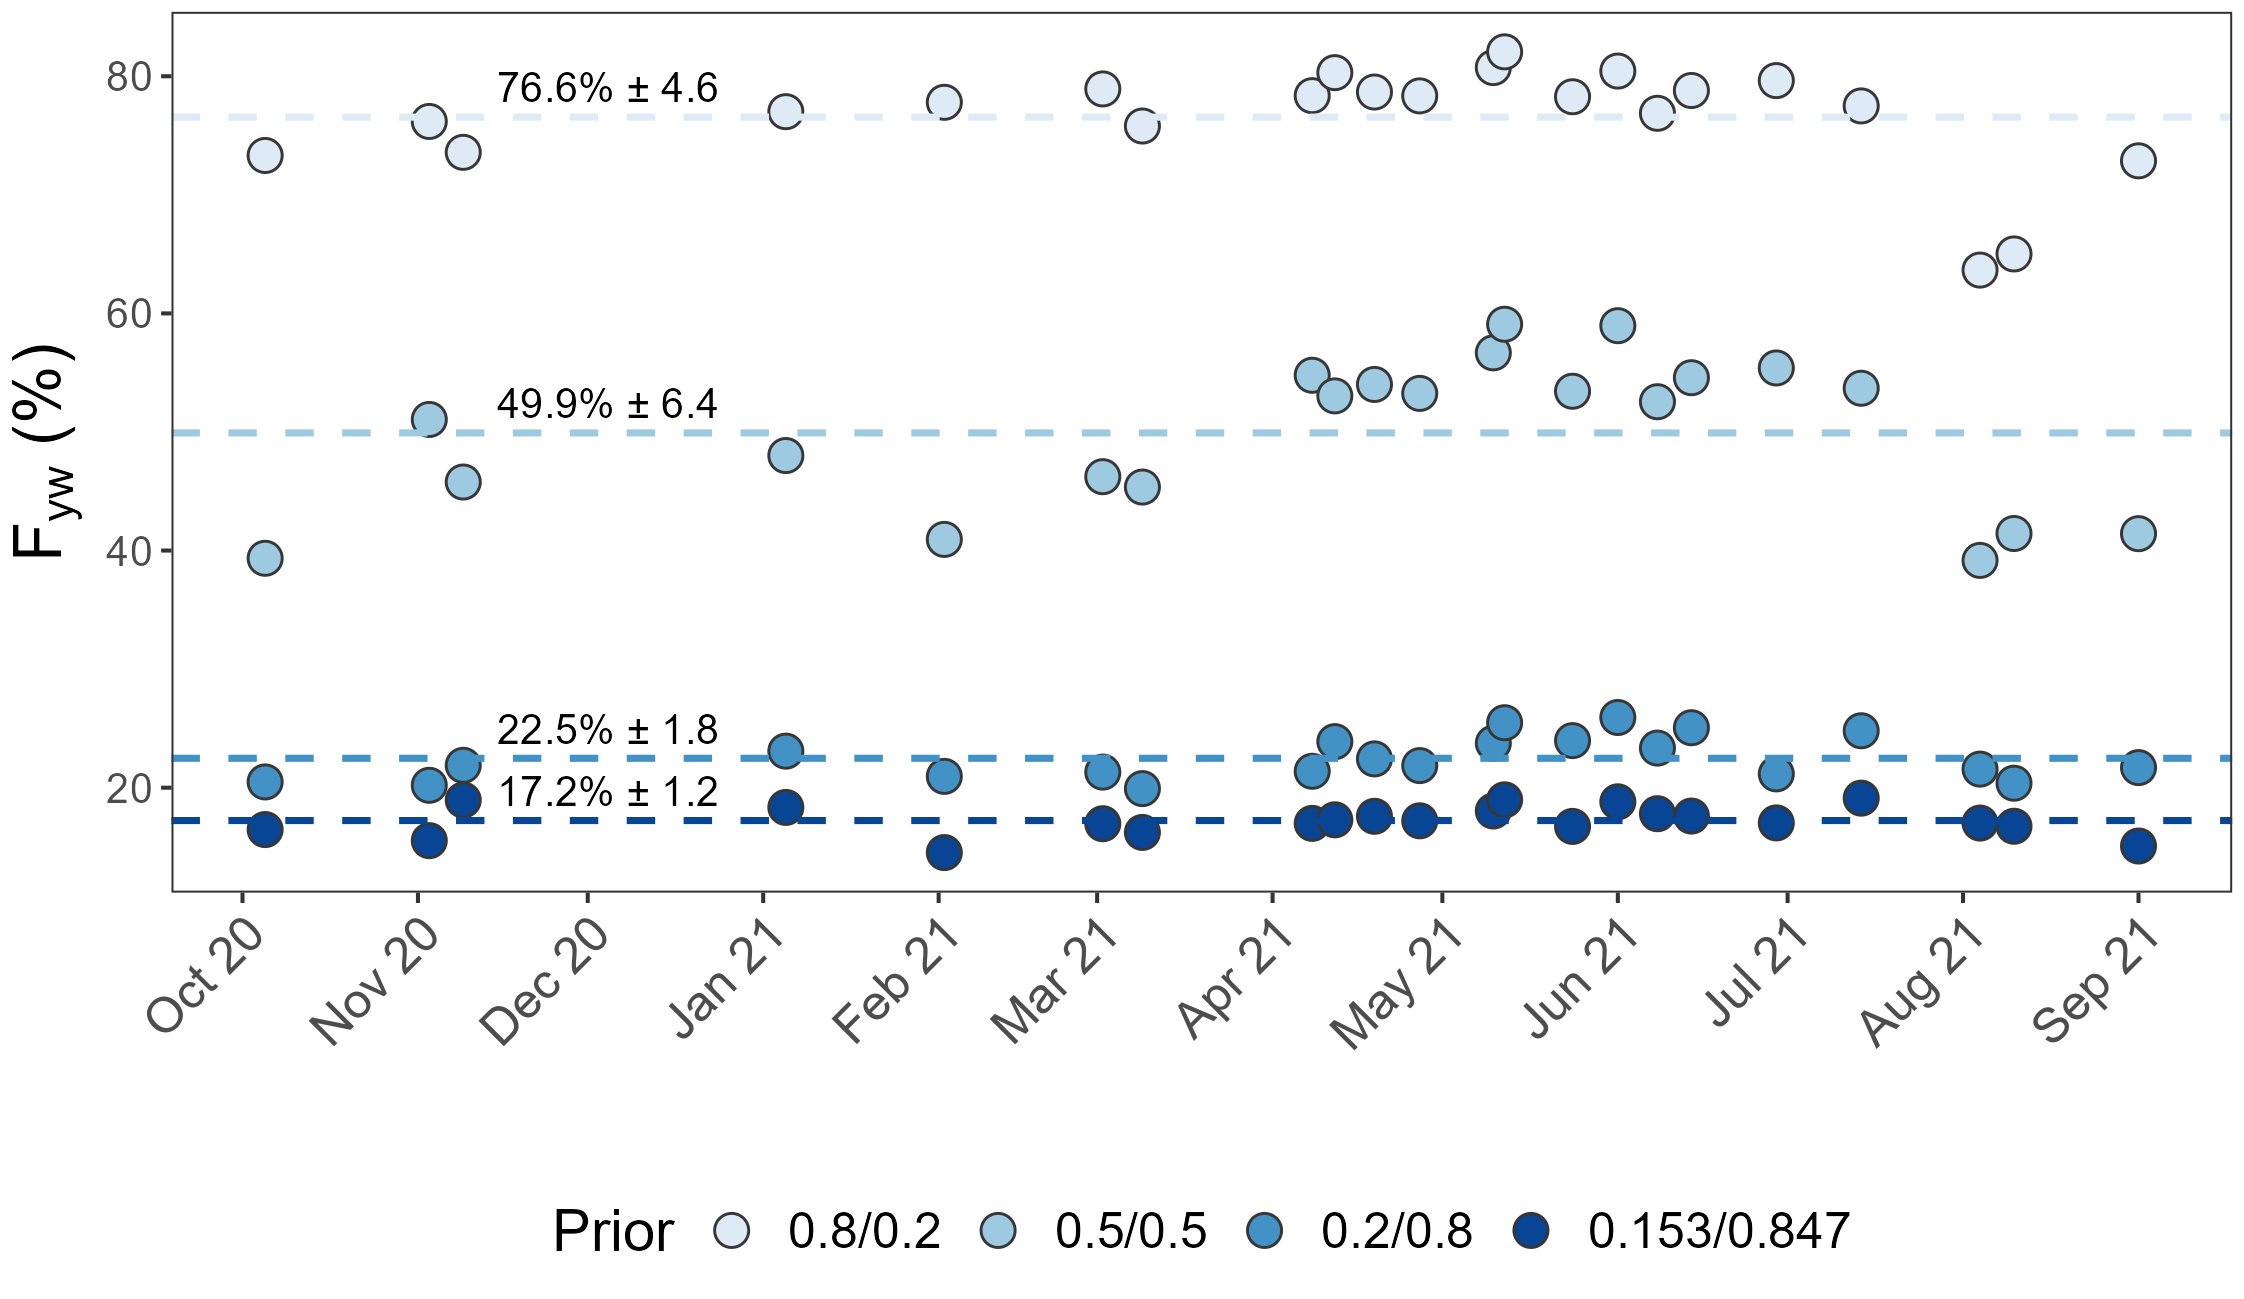 F_yw (%)
80
60
40
20
76.6% ± 4.6
49.9% ± 6.4
22.5% ± 1.8
17.2% ± 1.2
Oct 20
Nov 20
Dec 20
Jan 21
Feb 21
Mar 21
Apr 21
May 21
Jun 21
Jul 21
Aug 21
Sep 21
Prior 0.8/0.2 0.5/0.5 0.2/0.8 0.153/0.847